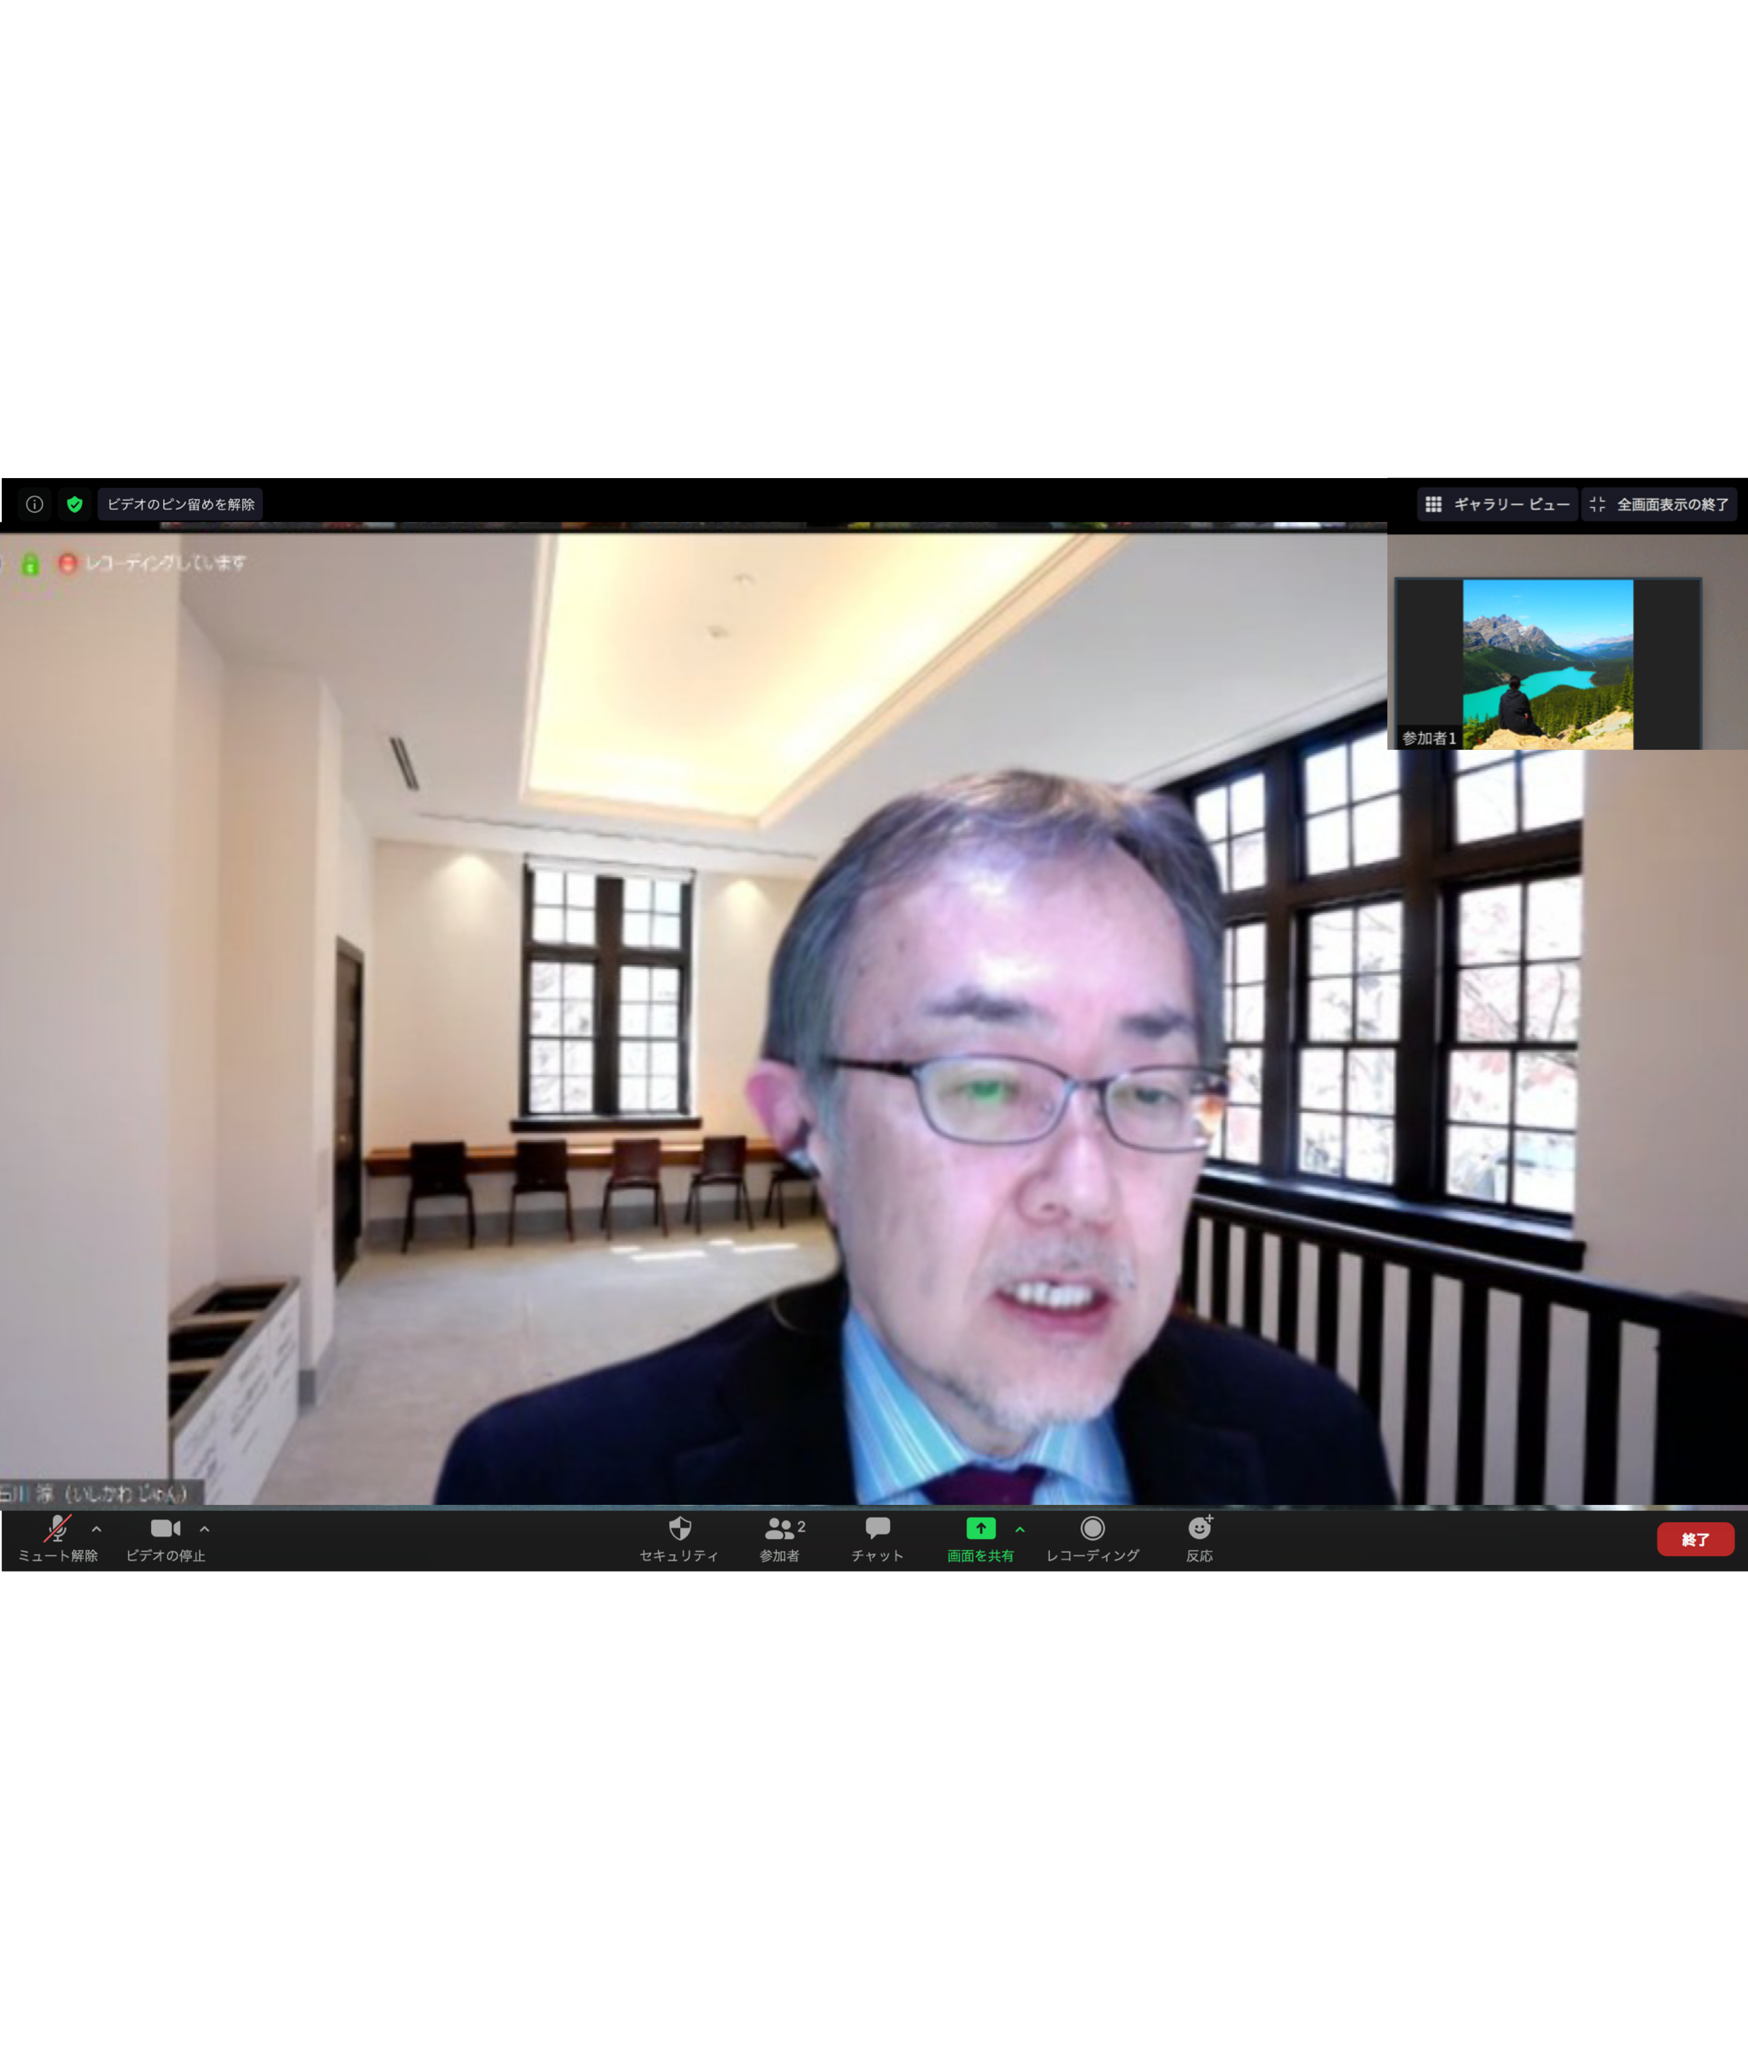 ビデオのピン留めを解除
ギャラリー ビュー
全画面表示の終了
レコーディングしています
参加者1
石川 淳 (いしかわ じゅん)
ミュート解除
ビデオの停止
セキュリティ
参加者
2
チャット
画面を共有
レコーディング
反応
終了